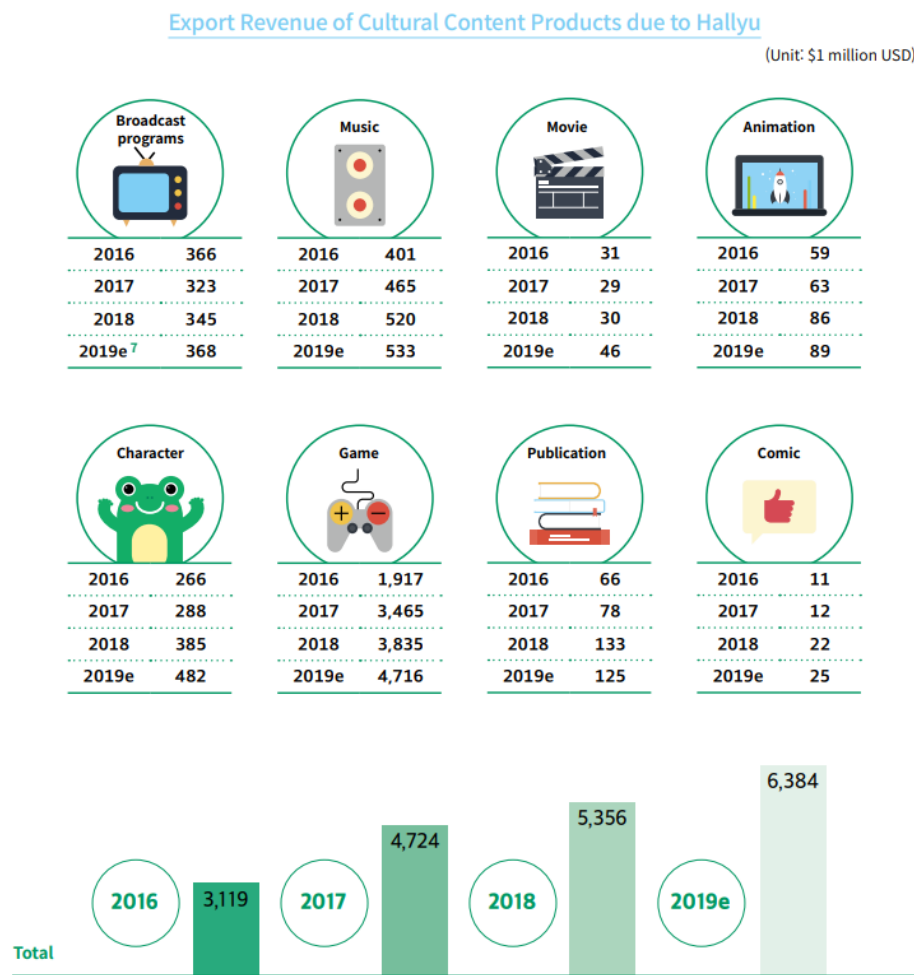 Export Revenue of Cultural Content Products due to Hallyu
(Unit: $1 million USD)
Broadcast
programs
2016 366
2017 323
2018 345
2019e 7 368
Music
2016 401
2017 465
2018 520
2019e 533
Movie
2016 31
2017 29
2018 30
2019e 46
Animation
2016 59
2017 63
2018 86
2019e 89
Character
2016 266
2017 288
2018 385
2019e 482
Game
2016 1,917
2017 3,465
2018 3,835
2019e 4,716
Publication
2016 66
2017 78
2018 133
2019e 125
Comic
2016 11
2017 12
2018 22
2019e 25
Total
2016 3,119
2017 4,724
2018 5,356
2019e 6,384